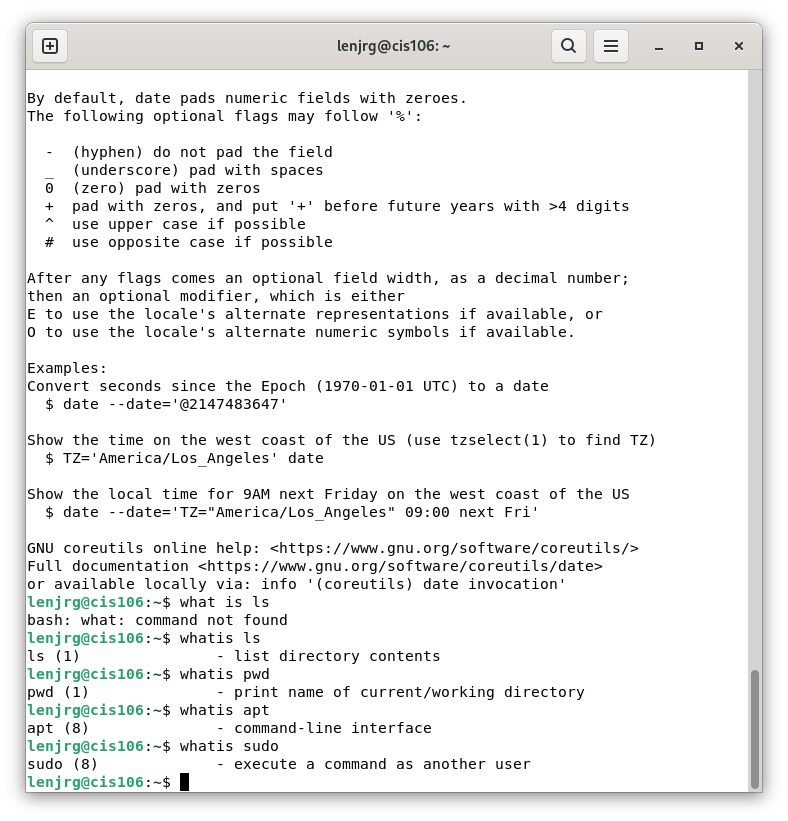 lenjrg@cis106: ~
By default, date pads numeric fields with zeroes.
The following optional flags may follow '%':
  -  (hyphen) do not pad the field
  _  (underscore) pad with spaces
  0  (zero) pad with zeros
  +  pad with zeros, and put '+' before future years with >4 digits
  ^  use upper case if possible
  #  use opposite case if possible
After any flags comes an optional field width, as a decimal number;
then an optional modifier, which is either
E to use the locale's alternate representations if available, or
O to use the locale's alternate numeric symbols if available.
Examples:
Convert seconds since the Epoch (1970-01-01 UTC) to a date
  $ date --date='@2147483647'
Show the time on the west coast of the US (use tzselect(1) to find TZ)
  $ TZ='America/Los_Angeles' date
Show the local time for 9AM next Friday on the west coast of the US
  $ date --date='TZ="America/Los_Angeles" 09:00 next Fri'
GNU coreutils online help: <https://www.gnu.org/software/coreutils/>
Full documentation <https://www.gnu.org/software/coreutils/date>
or available locally via: info '(coreutils) date invocation'
lenjrg@cis106:~$ what is ls
bash: what: command not found
lenjrg@cis106:~$ whatis ls
ls (1)               - list directory contents
lenjrg@cis106:~$ whatis pwd
pwd (1)              - print name of current/working directory
lenjrg@cis106:~$ whatis apt
apt (8)              - command-line interface
lenjrg@cis106:~$ whatis sudo
sudo (8)             - execute a command as another user
lenjrg@cis106:~$